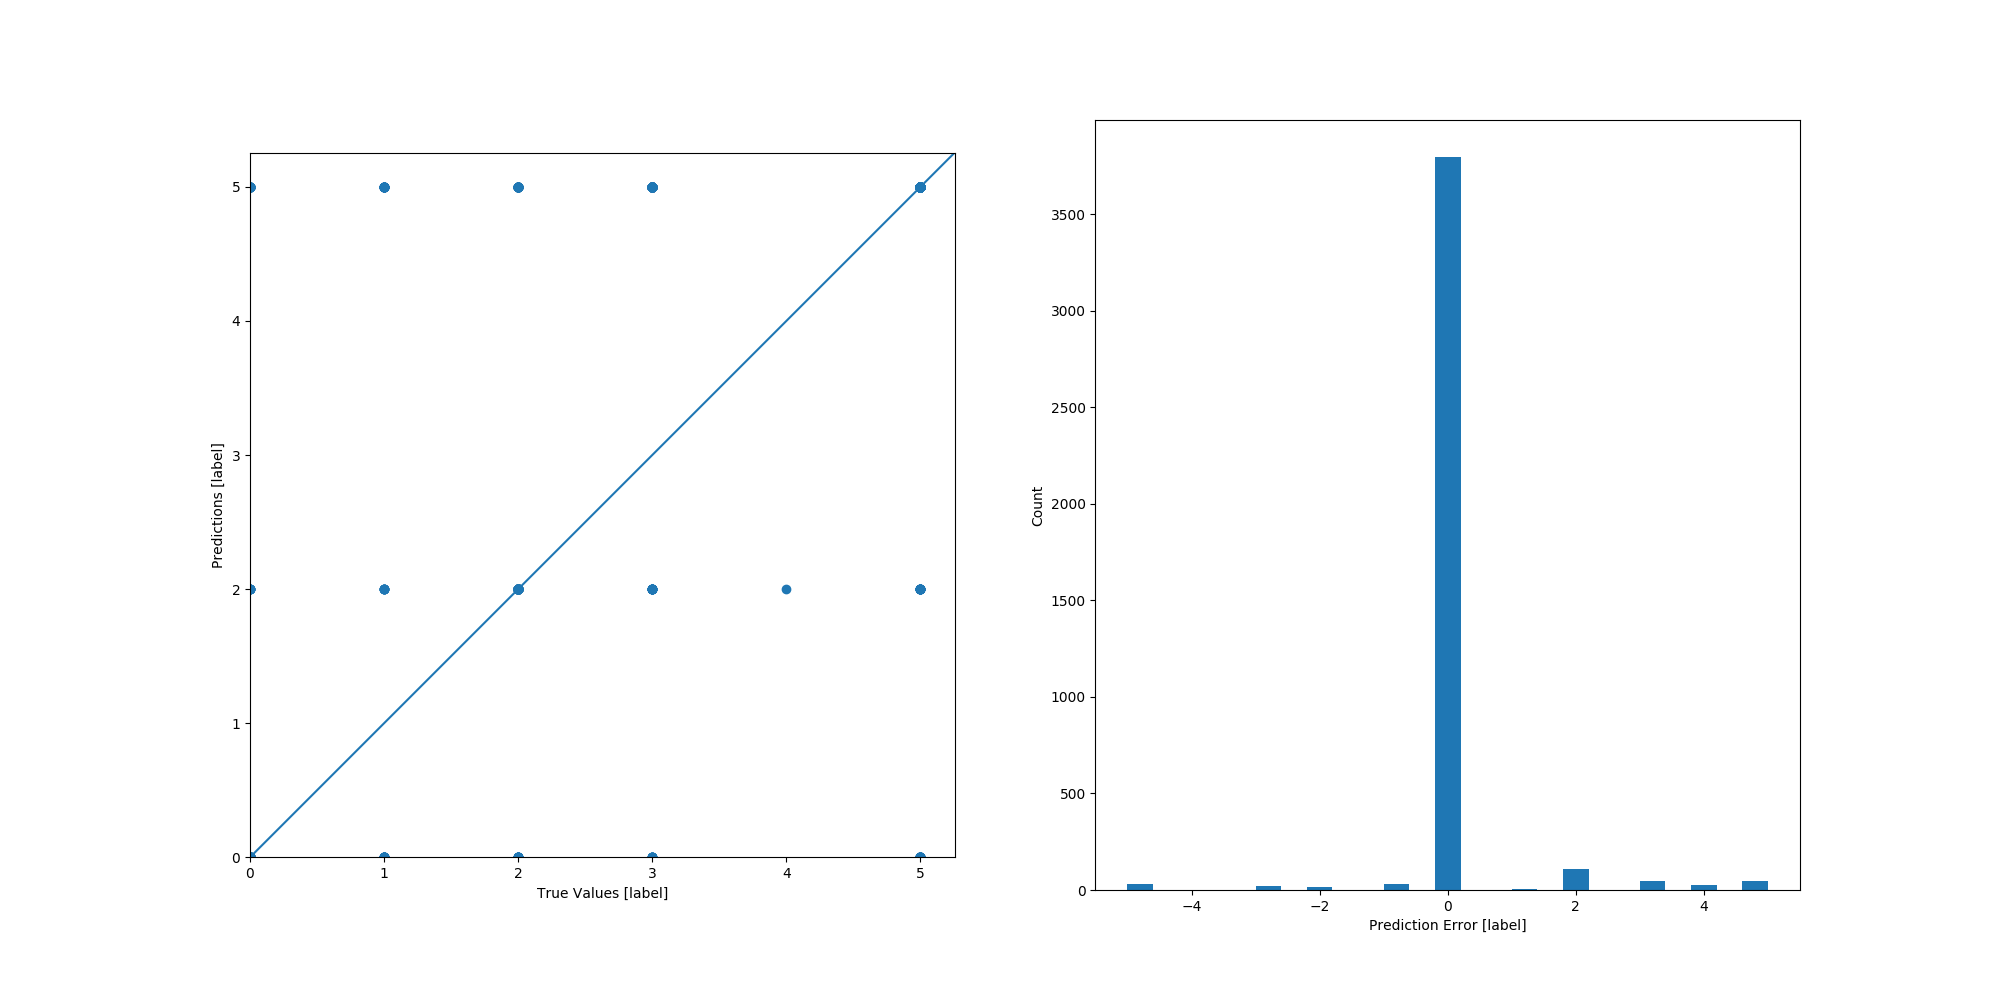 5
4
3
2
1
0
Predictions [label]
0 1 2 3 4 5
True Values [label]
3500
3000
2500
2000
1500
1000
500
0
Count
−4 −2 0 2 4
Prediction Error [label]